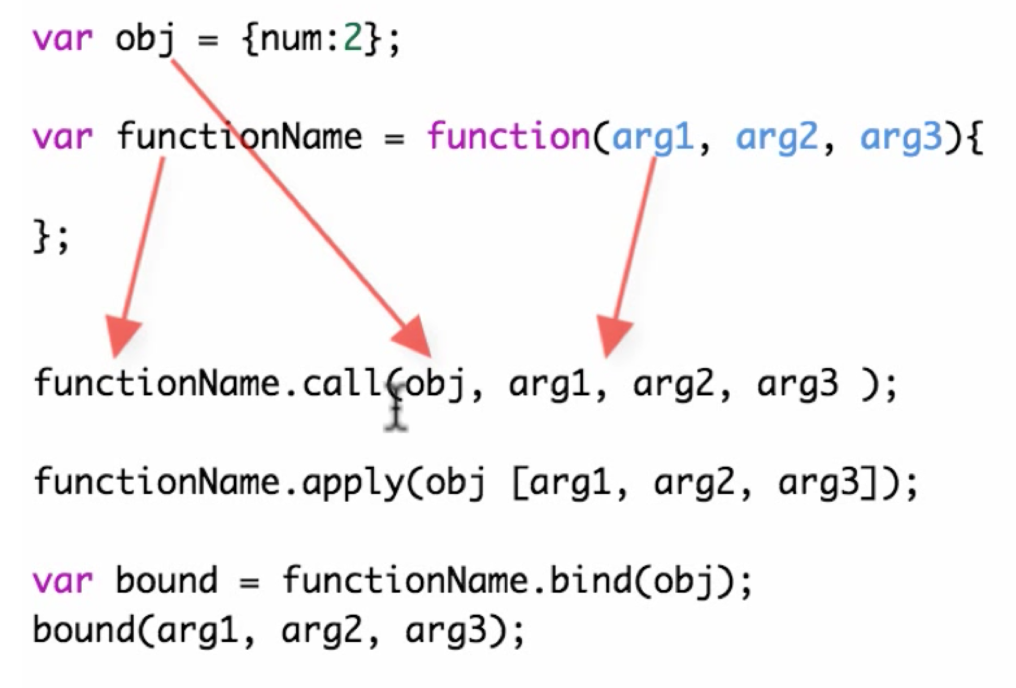 var obj = {num:2};
var functionName = function(arg1, arg2, arg3){
};
functionName.call(obj, arg1, arg2, arg3 );
functionName.apply(obj [arg1, arg2, arg3]);
var bound = functionName.bind(obj);
bound(arg1, arg2, arg3);